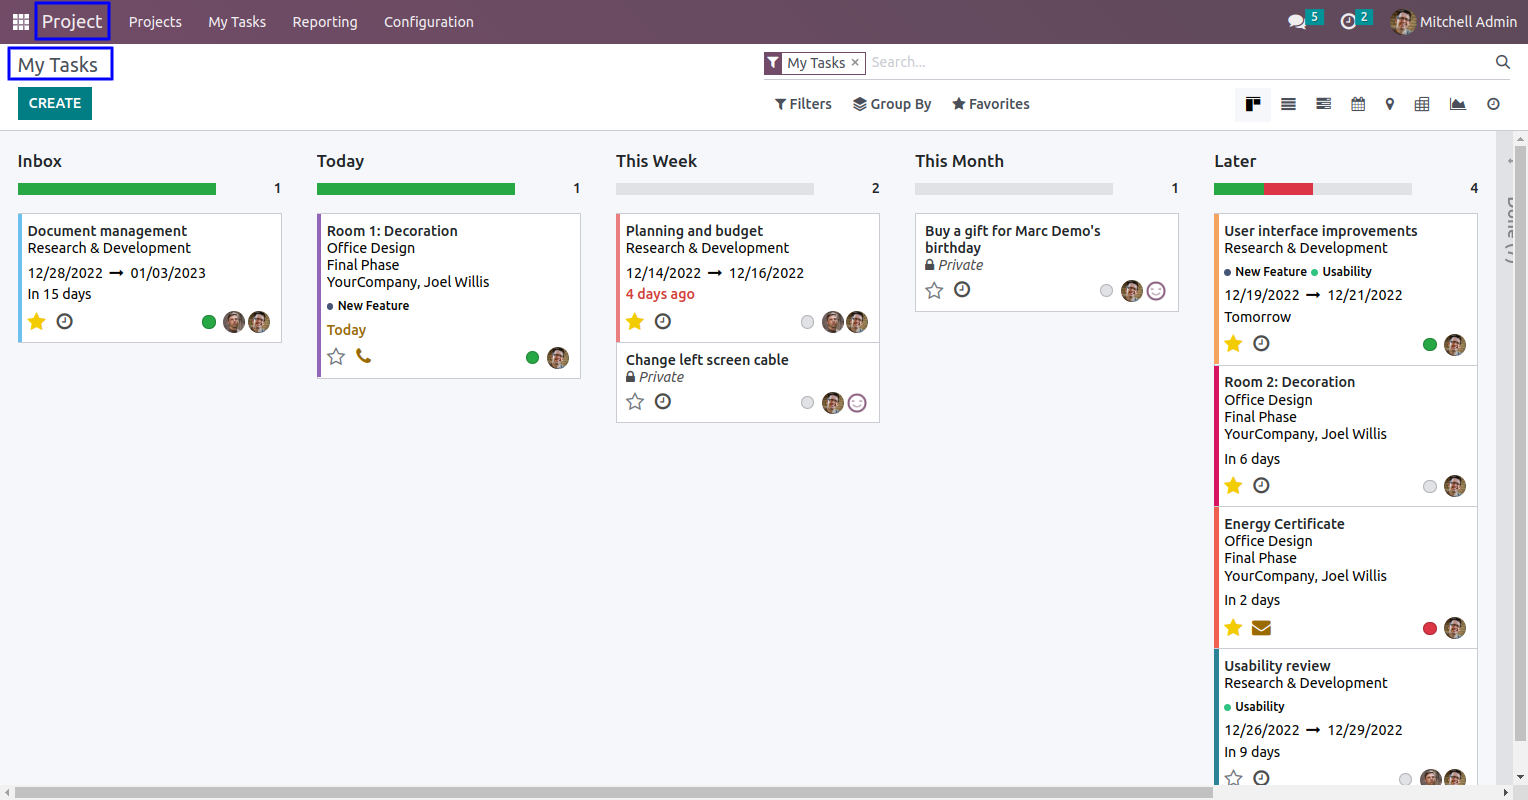 Project Projects My Tasks Reporting Configuration 5 2 Mitchell Admin
My Tasks My Tasks × Search...
CREATE Filters Group By Favorites
Inbox
1
Document management
Research & Development
12/28/2022 → 01/03/2023
In 15 days
Today
1
Room 1: Decoration
Office Design
Final Phase
YourCompany, Joel Willis
New Feature
Today
This Week
2
Planning and budget
Research & Development
12/14/2022 → 12/16/2022
4 days ago
Change left screen cable
Private
This Month
1
Buy a gift for Marc Demo's
birthday
Private
Later
4
User interface improvements
Research & Development
New Feature Usability
12/19/2022 → 12/21/2022
Tomorrow
Room 2: Decoration
Office Design
Final Phase
YourCompany, Joel Willis
In 6 days
Energy Certificate
Office Design
Final Phase
YourCompany, Joel Willis
In 2 days
Usability review
Research & Development
Usability
12/26/2022 → 12/29/2022
In 9 days